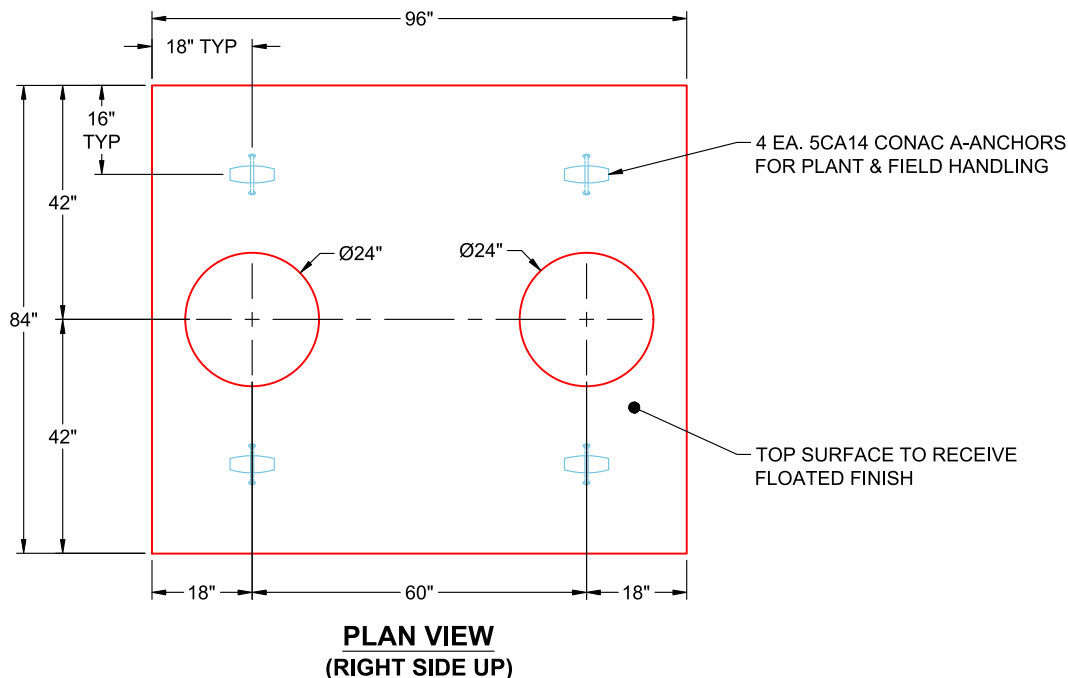 96"
18" TYP
16"
TYP
4 EA. 5CA14 CONAC A-ANCHORS
FOR PLANT & FIELD HANDLING
42"
Ø24"
Ø24"
84"
42"
TOP SURFACE TO RECEIVE
FLOATED FINISH
18"
60"
18"
PLAN VIEW
(RIGHT SIDE UP)